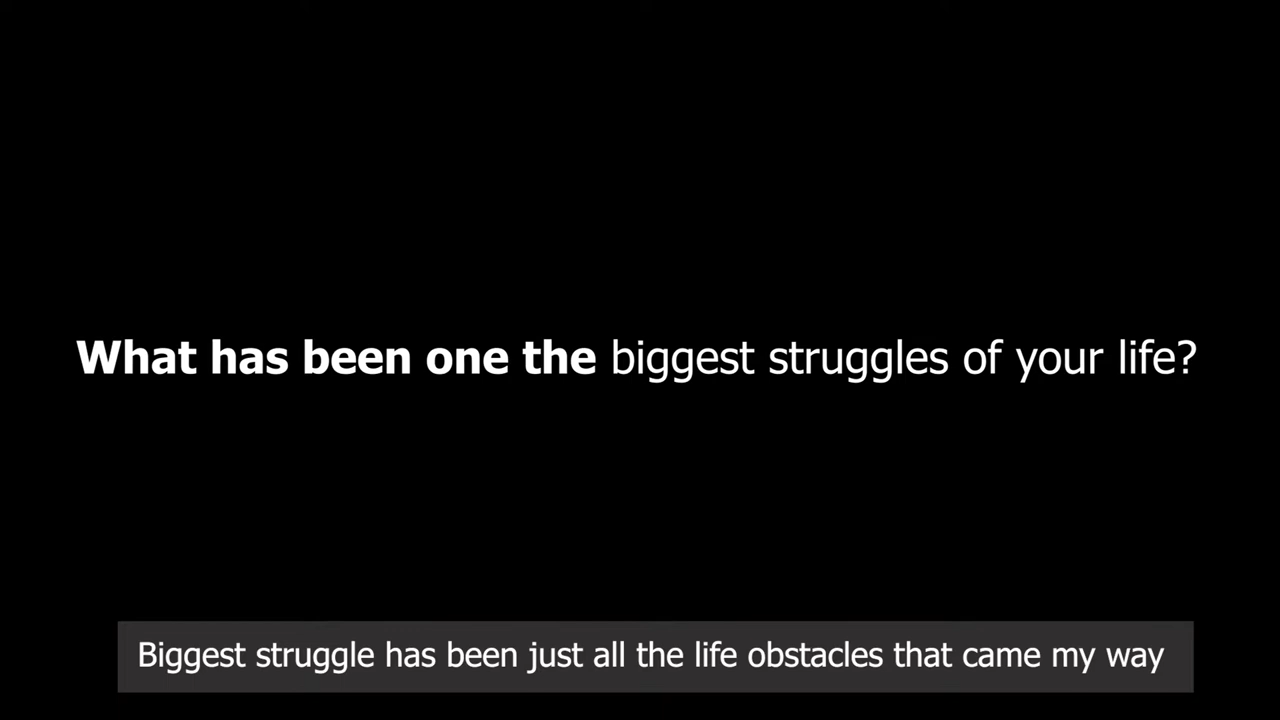 What has been one the biggest struggles of your life?
Biggest struggle has been just all the life obstacles that came my way